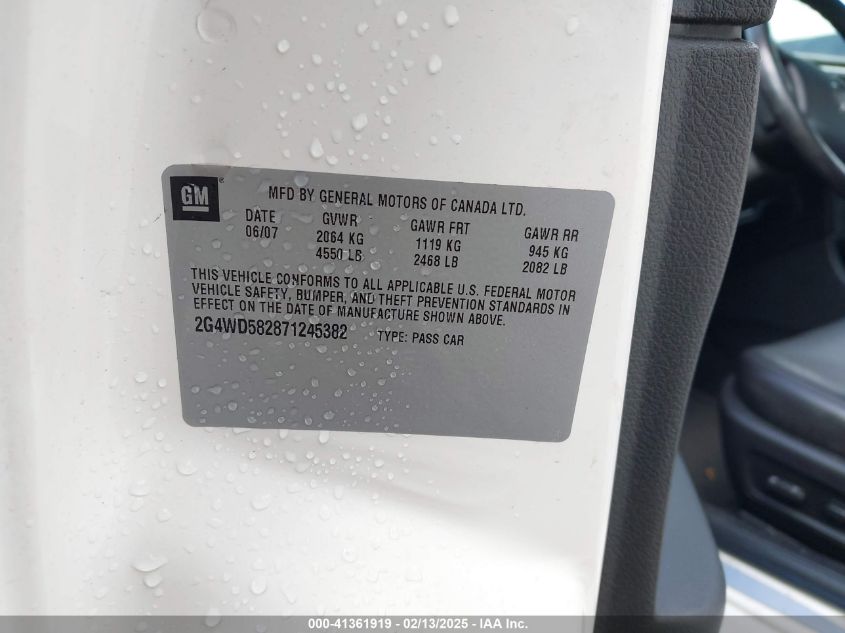 GM®
MFD BY GENERAL MOTORS OF CANADA LTD.
DATE GVWR GAWR FRT GAWR RR
06/07 2064 KG 1119 KG 945 KG
4550 LB 2468 LB 2082 LB
THIS VEHICLE CONFORMS TO ALL APPLICABLE U.S. FEDERAL MOTOR
VEHICLE SAFETY, BUMPER, AND THEFT PREVENTION STANDARDS IN
EFFECT ON THE DATE OF MANUFACTURE SHOWN ABOVE.
2G4WD582871245382 TYPE: PASS CAR
000-41361919 - 02/13/2025 - IAA Inc.